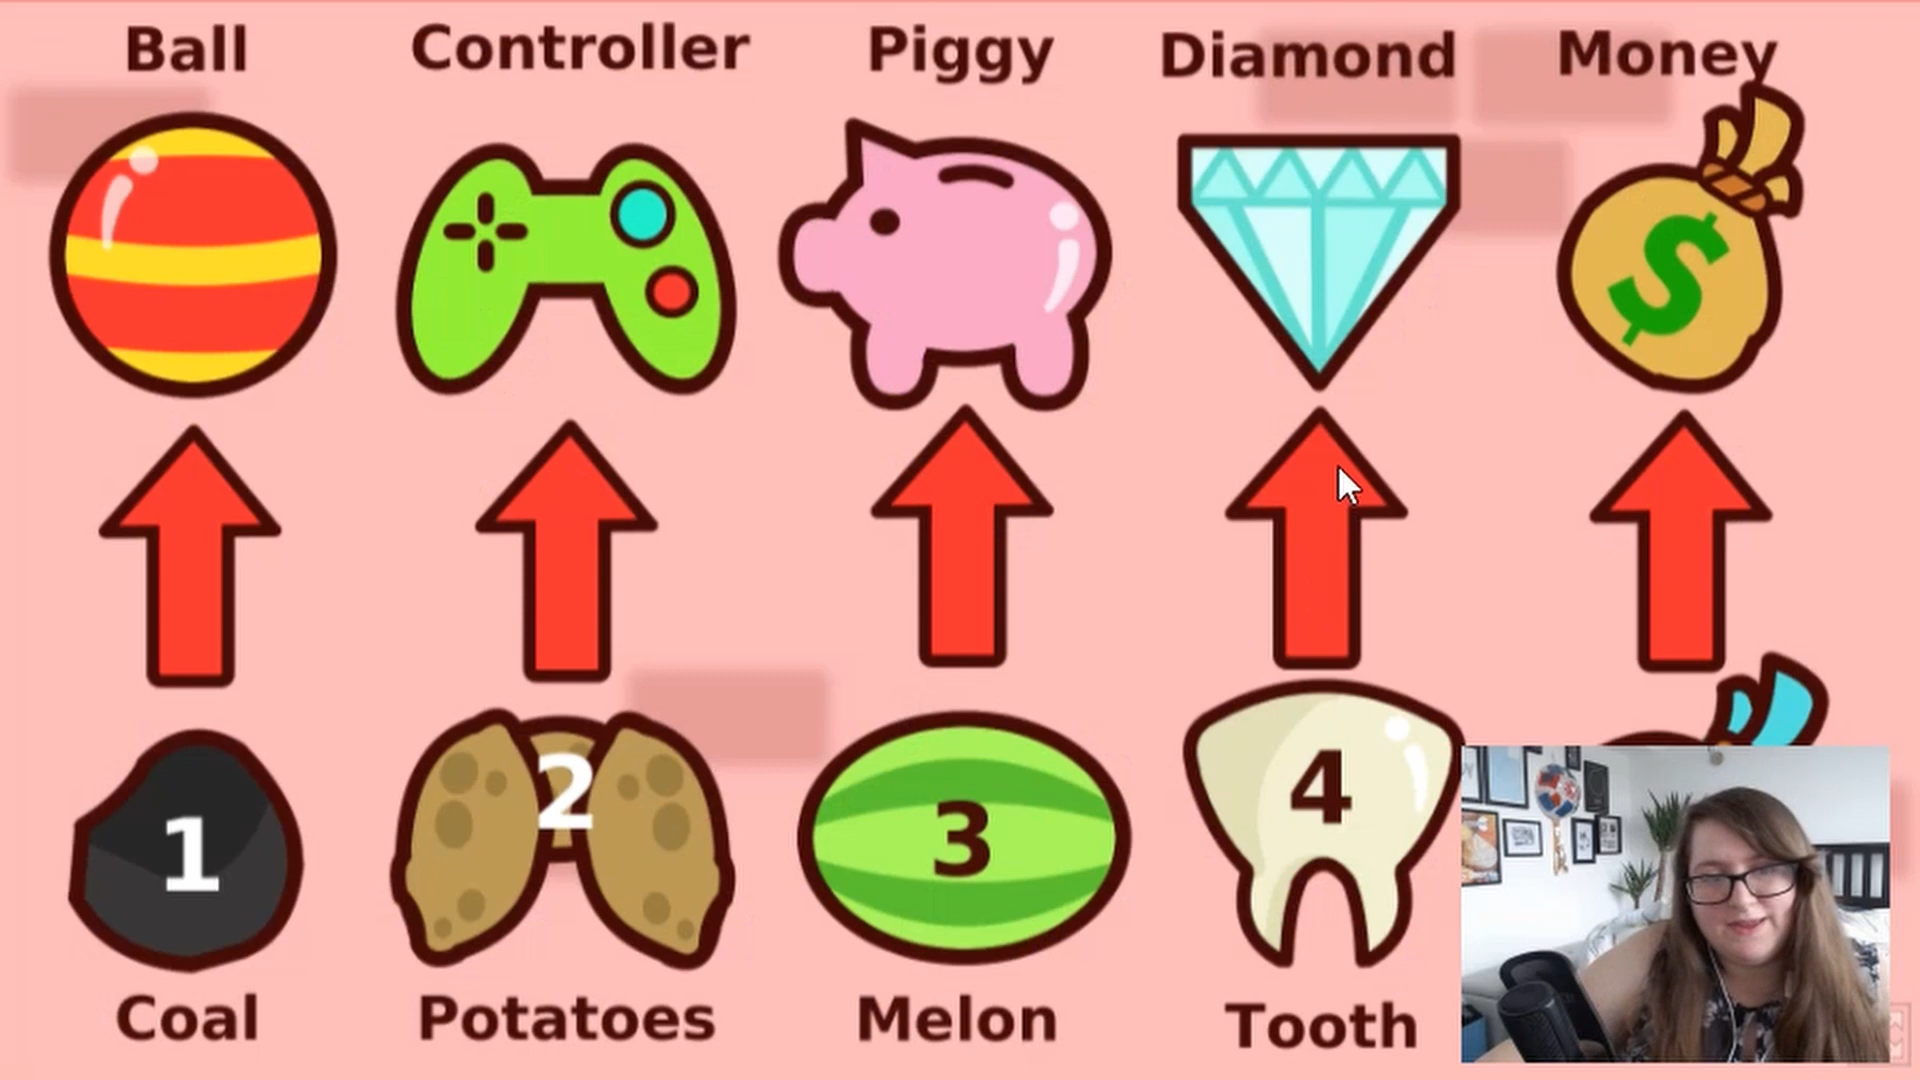 Ball Controller Piggy Diamond Money
$
1 2 3 4
Coal Potatoes Melon Tooth